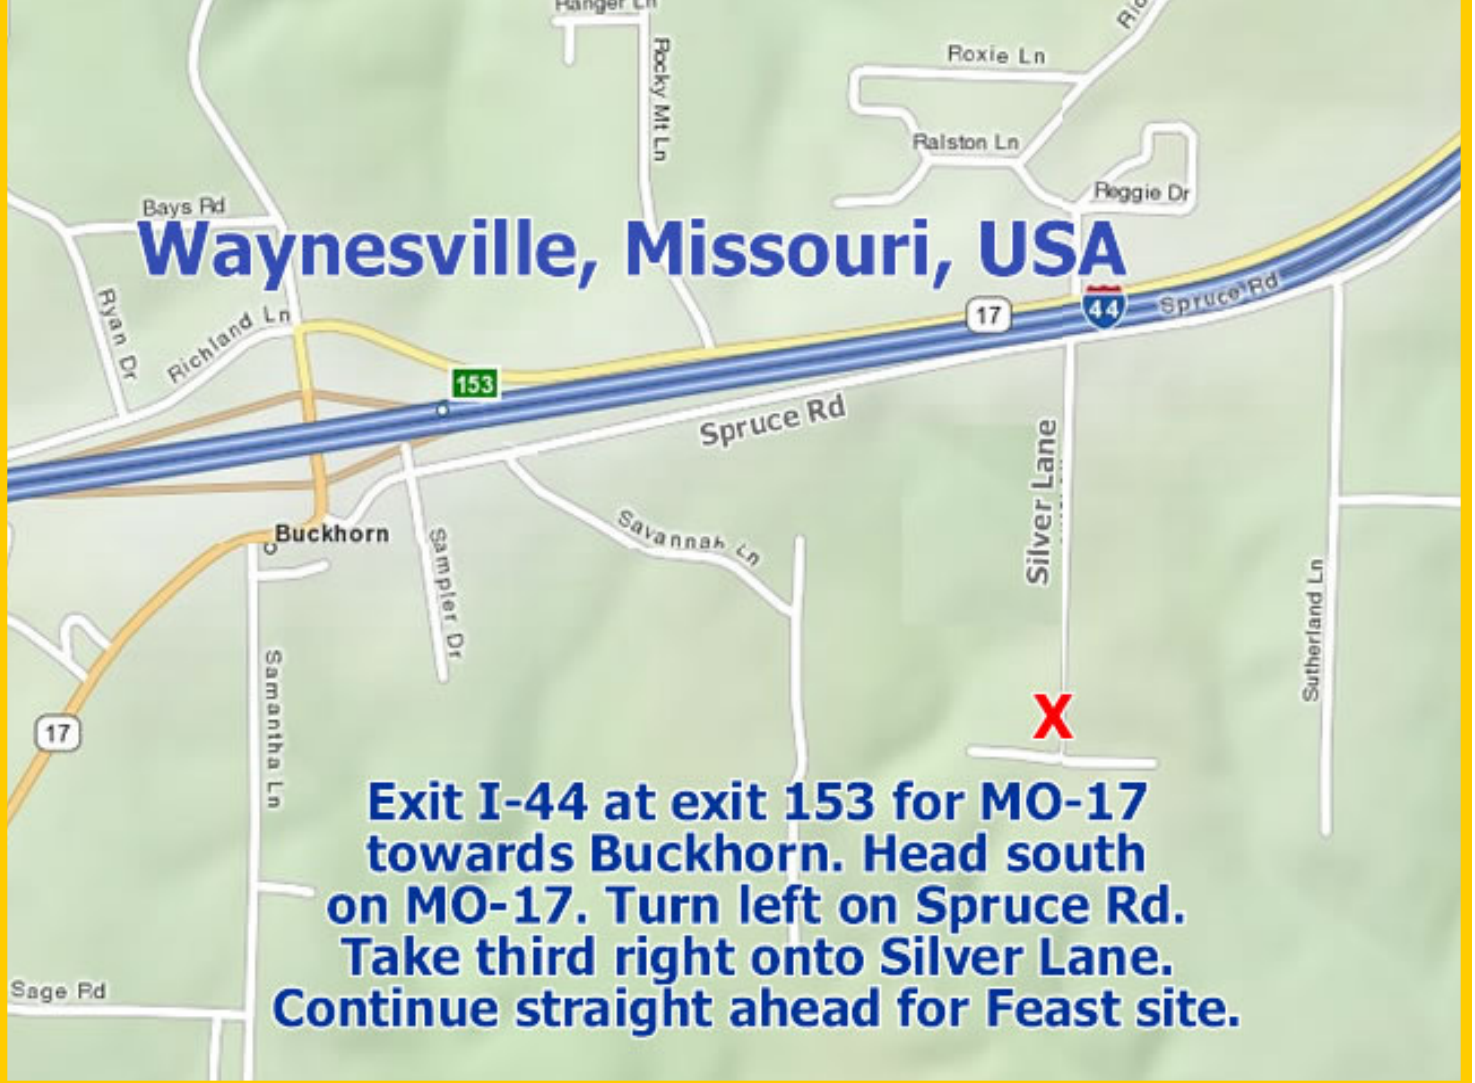 Ranger Ln
Rocky Mt Ln
Roxie Ln
Ralston Ln
Reggie Dr
Bays Rd
Waynesville, Missouri, USA
Ryan Dr
Richland Ln
17
44
Spruce Rd
153
Spruce Rd
Silver Lane
Buckhorn
Sampler Dr
Savannah Ln
Sutherland Ln
Samantha Ln
17
X
Exit I-44 at exit 153 for MO-17
towards Buckhorn. Head south
on MO-17. Turn left on Spruce Rd.
Take third right onto Silver Lane.
Continue straight ahead for Feast site.
Sage Rd